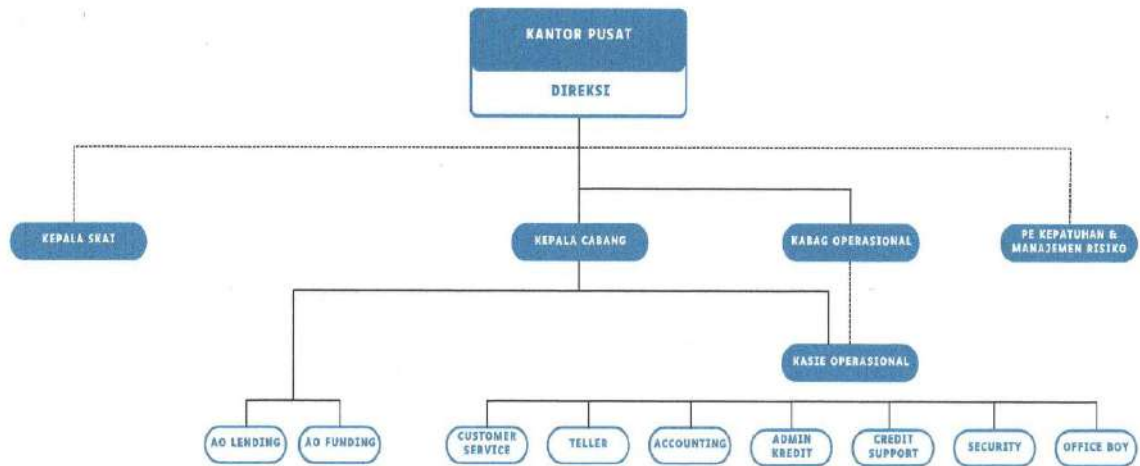 KANTOR PUSAT
DIREKSI
KEPALA SKAI
KEPALA CABANG
KABAG OPERASIONAL
PE KEPATUHAN &
MANAJEMEN RISIKO
KASIE OPERASIONAL
AO LENDING
AO FUNDING
CUSTOMER
SERVICE
TELLER
ACCOUNTING
ADMIN
KREDIT
CREDIT
SUPPORT
SECURITY
OFFICE BOY